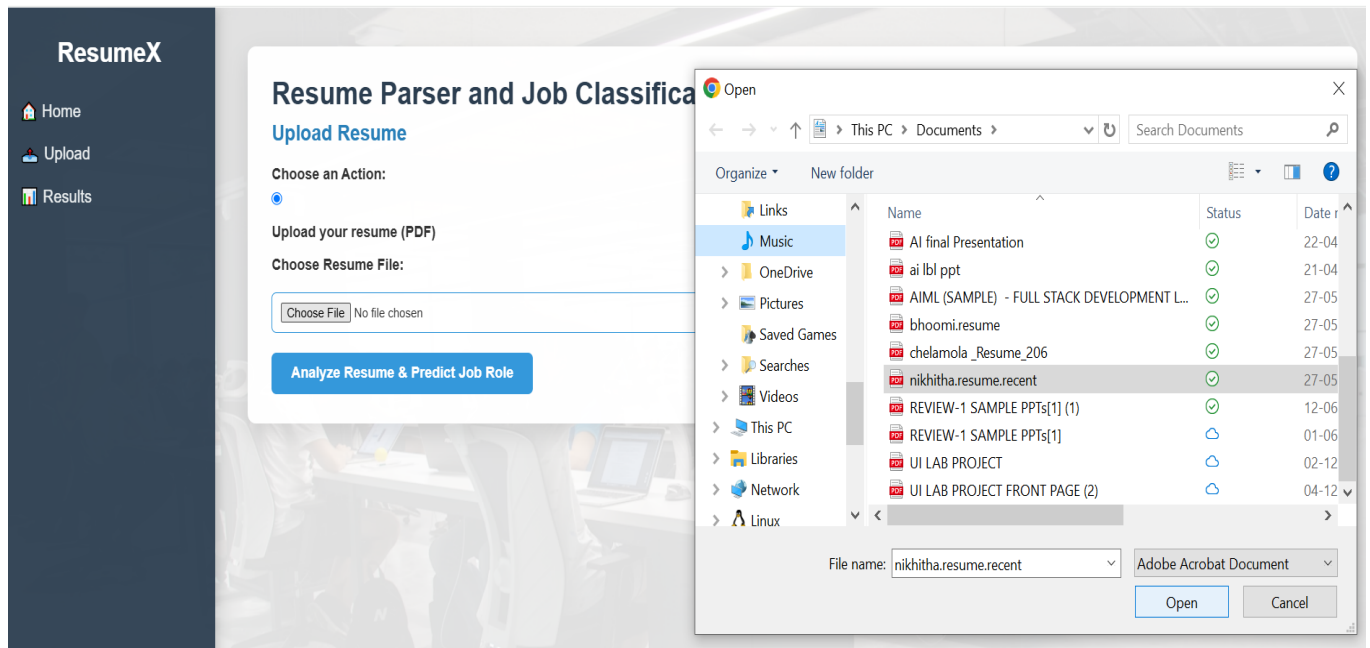 ResumeX
Home
Upload
Results
Resume Parser and Job Classifica
Upload Resume
Choose an Action:
Upload your resume (PDF)
Choose Resume File:
Choose File No file chosen
Analyze Resume & Predict Job Role
Open
This PC > Documents >
Search Documents
Organize
New folder
Links
Music
OneDrive
Pictures
Saved Games
Searches
Videos
This PC
Libraries
Network
Linux
Name Status Date r
AI final Presentation 22-04
ai lbl ppt 21-04
AIML (SAMPLE) - FULL STACK DEVELOPMENT L... 27-05
bhoomi.resume 27-05
chelamola _Resume_206 27-05
nikhitha.resume.recent 27-05
REVIEW-1 SAMPLE PPTs[1] (1) 12-06
REVIEW-1 SAMPLE PPTs[1] 01-06
UI LAB PROJECT 02-12
UI LAB PROJECT FRONT PAGE (2) 04-12
File name: nikhitha.resume.recent Adobe Acrobat Document
Open Cancel